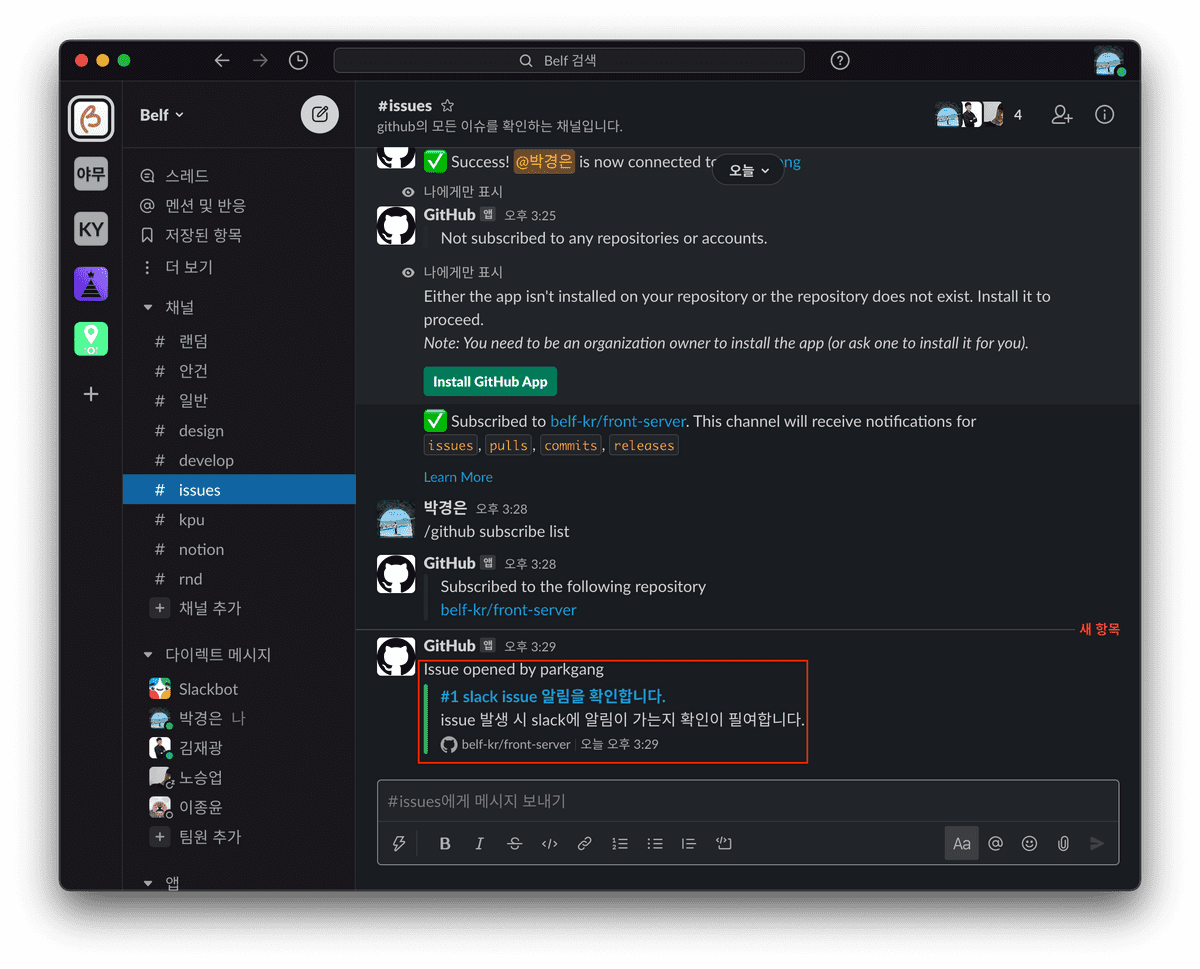 Belf 검색
Belf
#issues
github의 모든 이슈를 확인하는 채널입니다.
4
야무
KY
스레드
멘션 및 반응
저장된 항목
더 보기
채널
# 랜덤
# 안건
# 일반
# design
# develop
# issues
# kpu
# notion
# rnd
+ 채널 추가
다이렉트 메시지
Slackbot
박경은 나
김재광
노승업
이종윤
+ 팀원 추가
앱
Success! @박경은 is now connected to ng
오늘
나에게만 표시
GitHub 앱 오후 3:25
Not subscribed to any repositories or accounts.
나에게만 표시
Either the app isn't installed on your repository or the repository does not exist. Install it to
proceed.
Note: You need to be an organization owner to install the app (or ask one to install it for you).
Install GitHub App
Subscribed to belf-kr/front-server. This channel will receive notifications for
issues, pulls, commits, releases
Learn More
박경은 오후 3:28
/github subscribe list
GitHub 앱 오후 3:28
Subscribed to the following repository
belf-kr/front-server
새 항목
GitHub 앱 오후 3:29
Issue opened by parkgang
#1 slack issue 알림을 확인합니다.
issue 발생 시 slack에 알림이 가는지 확인이 필여합니다.
belf-kr/front-server | 오늘 오후 3:29
#issues에게 메시지 보내기
B I S </> Aa @